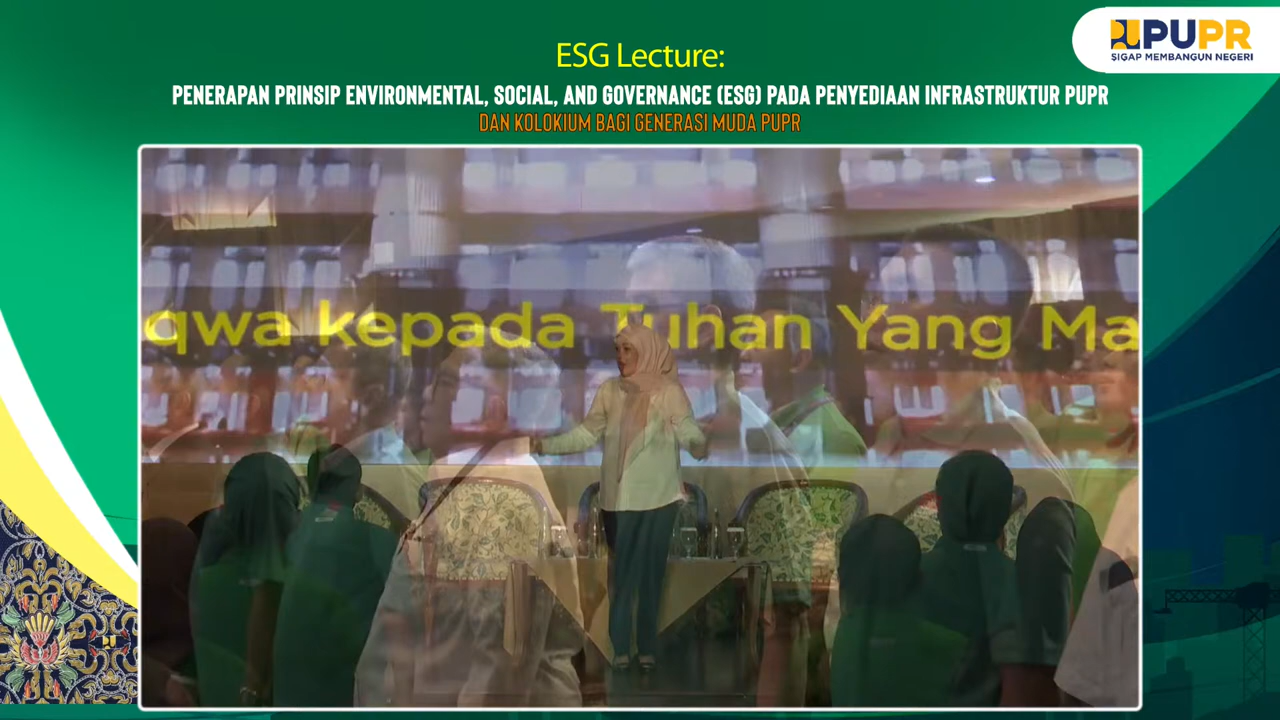 PUPR
SIGAP MEMBANGUN NEGERI
ESG Lecture:
PENERAPAN PRINSIP ENVIRONMENTAL, SOCIAL, AND GOVERNANCE (ESG) PADA PENYEDIAAN INFRASTRUKTUR PUPR
DAN KOLOKIUM BAGI GENERASI MUDA PUPR
qwa kepada Tuhan Yang Ma